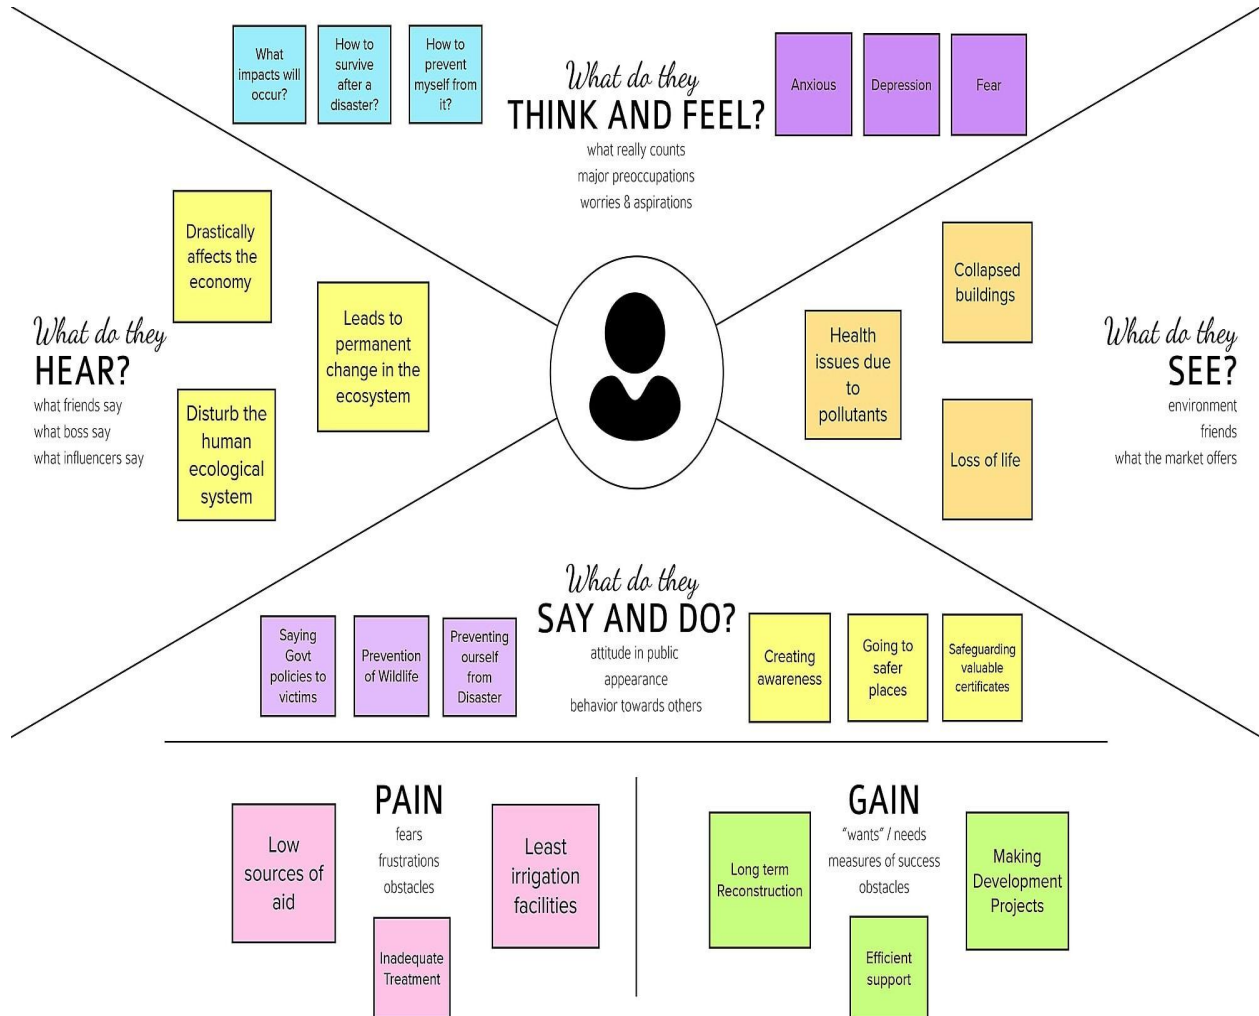 What
impacts will
occur?
How to
survive
after a
disaster?
How to
prevent
myself from
it?
What do they
THINK AND FEEL?
what really counts
major preoccupations
worries & aspirations
Anxious
Depression
Fear
Drastically
affects the
economy
Leads to
permanent
change in the
ecosystem
What do they
HEAR?
what friends say
what boss say
what influencers say
Disturb the
human
ecological
system
Collapsed
buildings
Health
issues due
to
pollutants
Loss of life
What do they
SEE?
environment
friends
what the market offers
What do they
SAY AND DO?
attitude in public
appearance
behavior towards others
Saying
Govt
policies to
victims
Prevention
of Wildlife
Preventing
ourself
from
Disaster
Creating
awareness
Going to
safer
places
Safeguarding
valuable
certificates
PAIN
fears
frustrations
obstacles
Low
sources of
aid
Least
irrigation
facilities
Inadequate
Treatment
GAIN
"wants" / needs
measures of success
obstacles
Long term
Reconstruction
Making
Development
Projects
Efficient
support